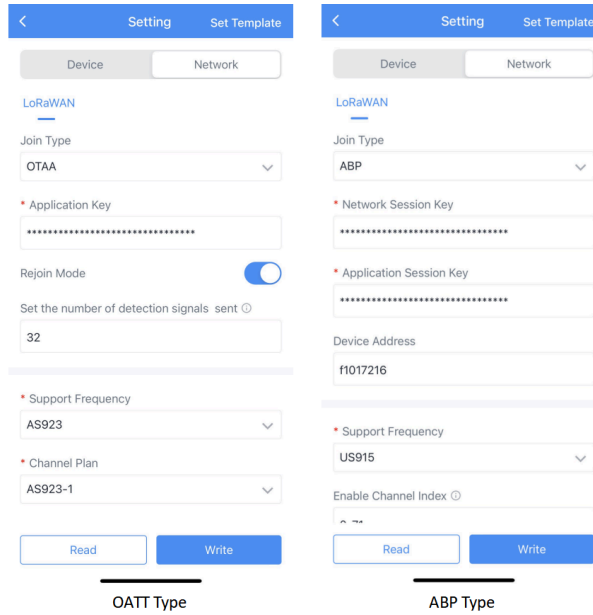 Setting Set Template
Device Network
LoRaWAN
Join Type
OTAA
* Application Key
********************************
Rejoin Mode
Set the number of detection signals sent
32
* Support Frequency
AS923
* Channel Plan
AS923-1
Read Write
OATT Type
Setting Set Template
Device Network
LoRaWAN
Join Type
ABP
* Network Session Key
********************************
* Application Session Key
********************************
Device Address
f1017216
* Support Frequency
US915
Enable Channel Index
Read Write
ABP Type